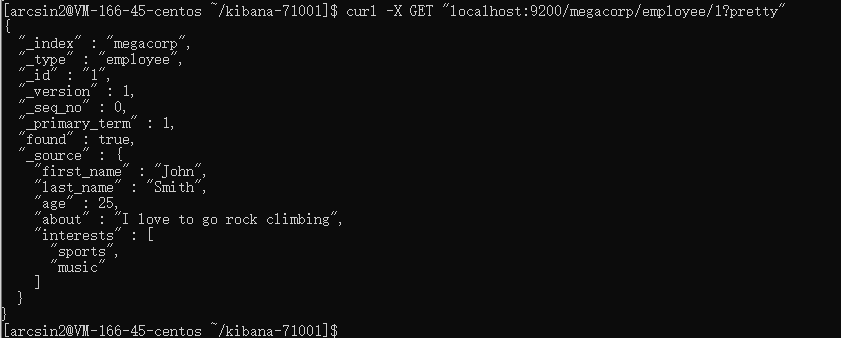 [arcsin2@VM-166-45-centos ~/kibana-71001]$ curl -X GET "localhost:9200/megacorp/employee/1?pretty"
{
  "_index" : "megacorp",
  "_type" : "employee",
  "_id" : "1",
  "_version" : 1,
  "_seq_no" : 0,
  "_primary_term" : 1,
  "found" : true,
  "_source" : {
    "first_name" : "John",
    "last_name" : "Smith",
    "age" : 25,
    "about" : "I love to go rock climbing",
    "interests" : [
      "sports",
      "music"
    ]
  }
}
[arcsin2@VM-166-45-centos ~/kibana-71001]$